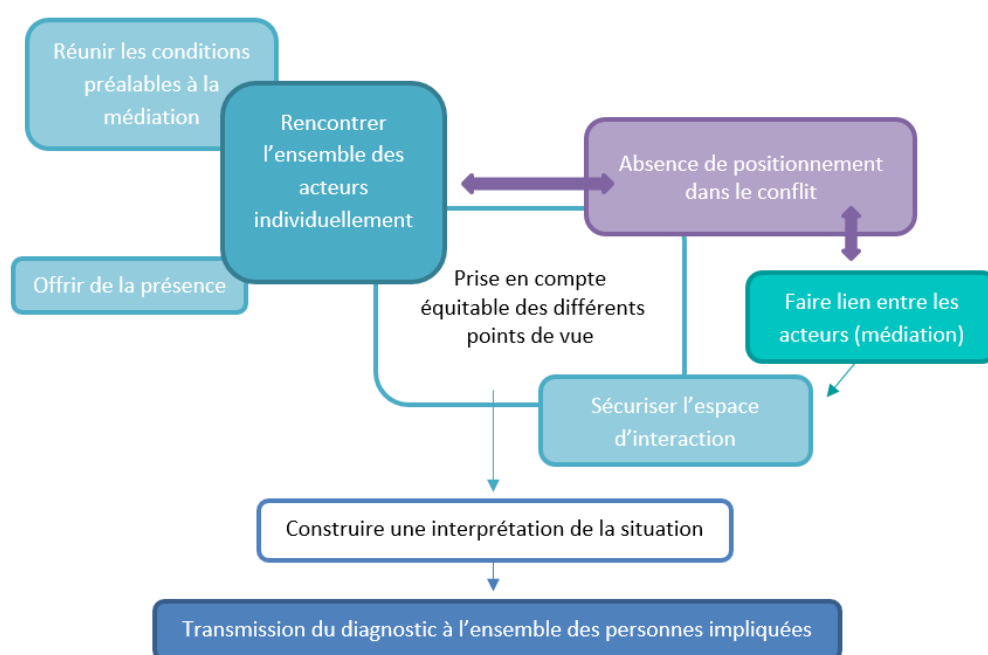 Réunir les conditions
préalables à la
médiation
Rencontrer
l’ensemble des
acteurs
individuellement
Absence de positionnement
dans le conflit
Offrir de la présence
Prise en compte
équitable des différents
points de vue
Faire lien entre les
acteurs (médiation)
Sécuriser l’espace
d’interaction
Construire une interprétation de la situation
Transmission du diagnostic à l’ensemble des personnes impliquées